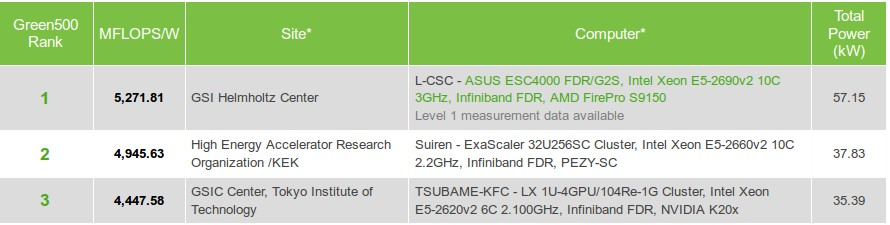 Green500 Rank MFLOPS/W Site* Computer* Total Power (kW)
1 5,271.81 GSI Helmholtz Center L-CSC - ASUS ESC4000 FDR/G2S, Intel Xeon E5-2690v2 10C 57.15
3GHz, Infiniband FDR, AMD FirePro S9150
Level 1 measurement data available
2 4,945.63 High Energy Accelerator Research Suiren - ExaScaler 32U256SC Cluster, Intel Xeon E5-2660v2 10C 37.83
Organization /KEK 2.2GHz, Infiniband FDR, PEZY-SC
3 4,447.58 GSIC Center, Tokyo Institute of TSUBAME-KFC - LX 1U-4GPU/104Re-1G Cluster, Intel Xeon 35.39
Technology E5-2620v2 6C 2.100GHz, Infiniband FDR, NVIDIA K20x